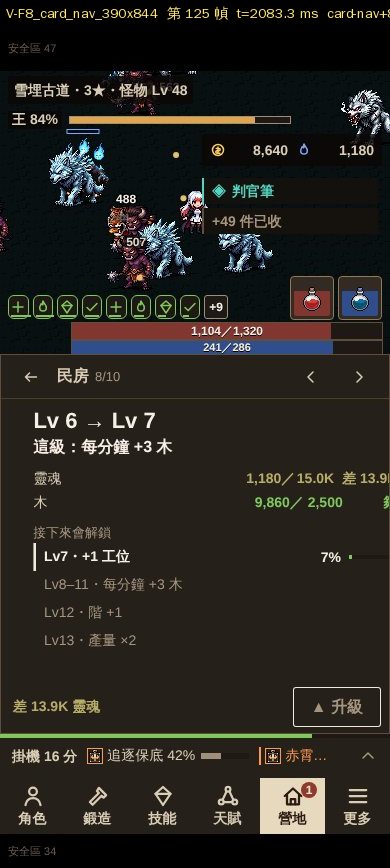 V-F8_card_nav_390x844 第 125 幀 t=2083.3 ms card-nav+
安全區 47
雪埋古道・3★・怪物 Lv 48
王 84%
8,640 1,180
判官筆
488
+49 件已收
507
+9
1,104／1,320
241／286
民房 8/10
Lv 6 → Lv 7
這級：每分鐘 +3 木
靈魂 1,180／15.0K 差 13.9
木 9,860／2,500
接下來會解鎖
Lv7・+1 工位 7%
Lv8–11・每分鐘 +3 木
Lv12・階 +1
Lv13・產量 ×2
差 13.9K 靈魂 ▲ 升級
掛機 16 分 追逐保底 42% 赤霄…
角色 鍛造 技能 天賦 營地 1 更多
安全區 34